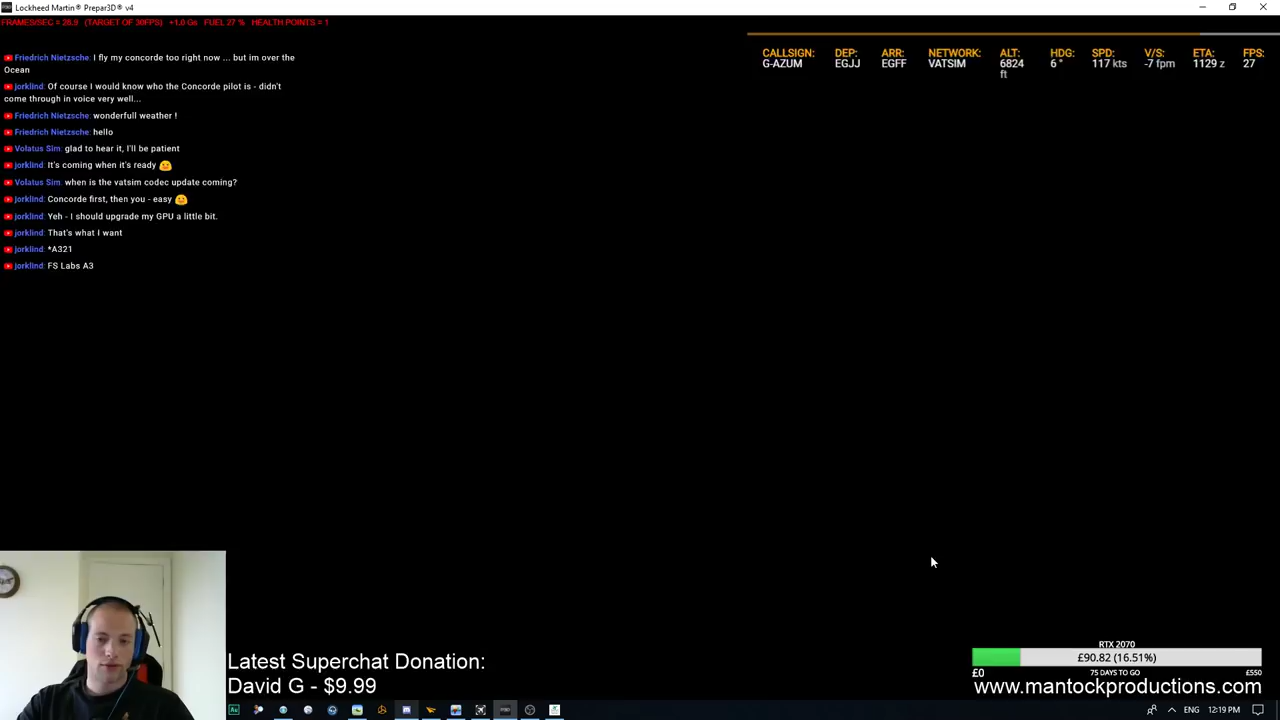 Lockheed Martin® Prepar3D® v4
FRAMES/SEC = 28.9 (TARGET OF 30FPS) +1.0 Gs FUEL 27 % HEALTH POINTS = 1
Friedrich Nietzsche: I fly my concorde too right now ... but im over the
Ocean
jorklind: Of course I would know who the Concorde pilot is - didn't
come through in voice very well...
Friedrich Nietzsche: wonderfull weather !
Friedrich Nietzsche: hello
Volatus Sim: glad to hear it, I'll be patient
jorklind: It's coming when it's ready
Volatus Sim: when is the vatsim codec update coming?
jorklind: Concorde first, then you - easy
jorklind: Yeh - I should upgrade my GPU a little bit.
jorklind: That's what I want
jorklind: *A321
jorklind: FS Labs A3
CALLSIGN: DEP: ARR: NETWORK: ALT: HDG: SPD: V/S: ETA: FPS:
G-AZUM EGJJ EGFF VATSIM 6824 6 ° 117 kts -7 fpm 1129 z 27
ft
Latest Superchat Donation:
David G - $9.99
RTX 2070
£90.82 (16.51%)
£0 75 DAYS TO GO £550
www.mantockproductions.com
Au
ENG 12:19 PM